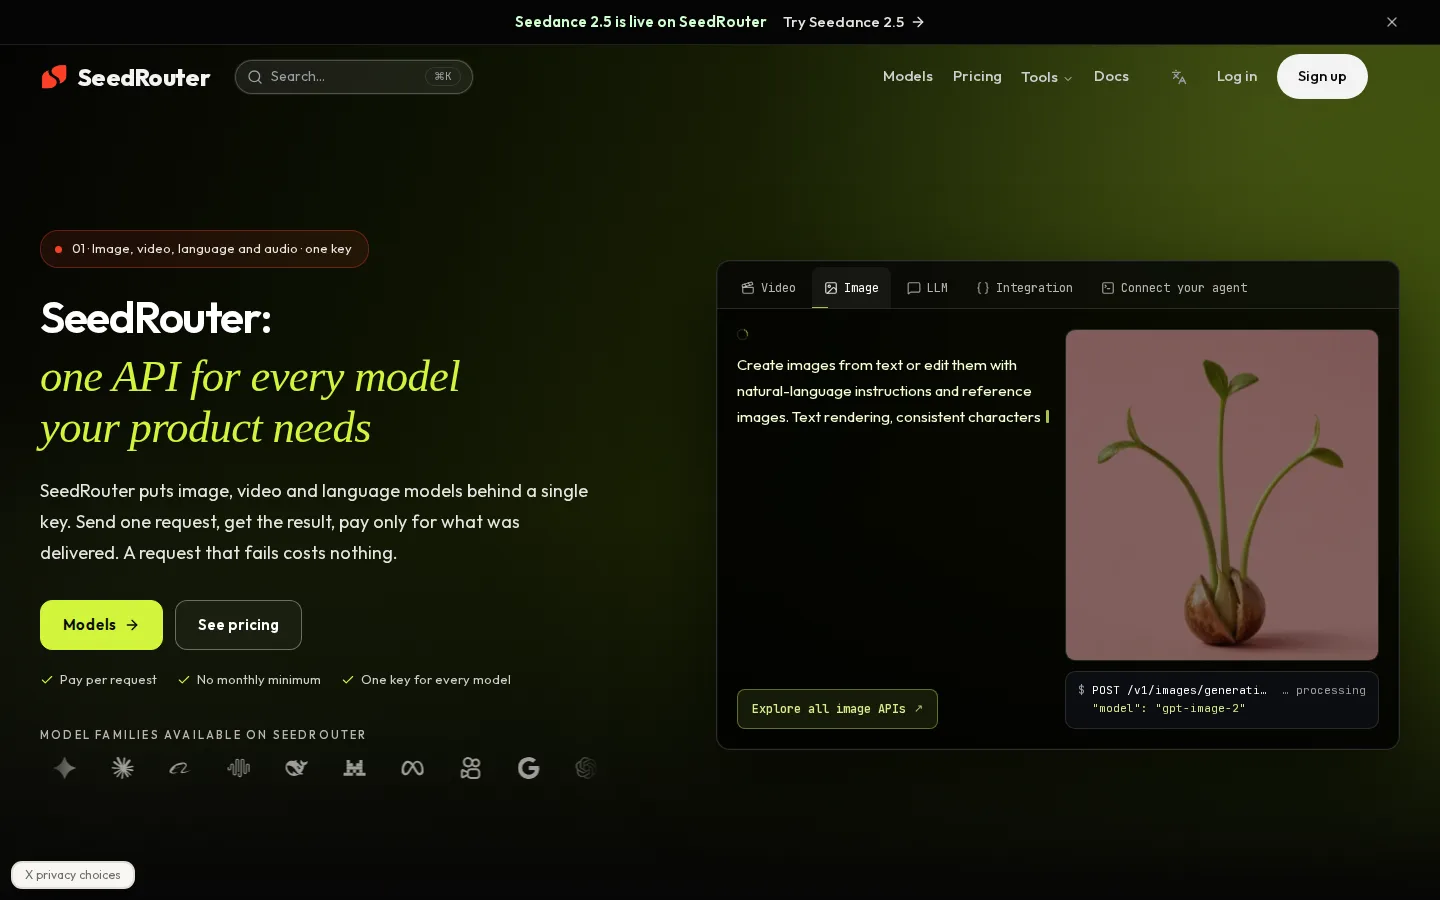 Seedance 2.5 is live on SeedRouter Try Seedance 2.5 →
SeedRouter
Search...
⌘K
Models
Pricing
Tools
Docs
Log in
Sign up
01 · Image, video, language and audio · one key
SeedRouter:
one API for every model
your product needs
SeedRouter puts image, video and language models behind a single
key. Send one request, get the result, pay only for what was
delivered. A request that fails costs nothing.
Models →
See pricing
Pay per request
No monthly minimum
One key for every model
MODEL FAMILIES AVAILABLE ON SEEDROUTER
Video
Image
LLM
Integration
Connect your agent
Create images from text or edit them with
natural-language instructions and reference
images. Text rendering, consistent characters
Explore all image APIs ↗
$ POST /v1/images/generati… … processing
"model": "gpt-image-2"
X privacy choices